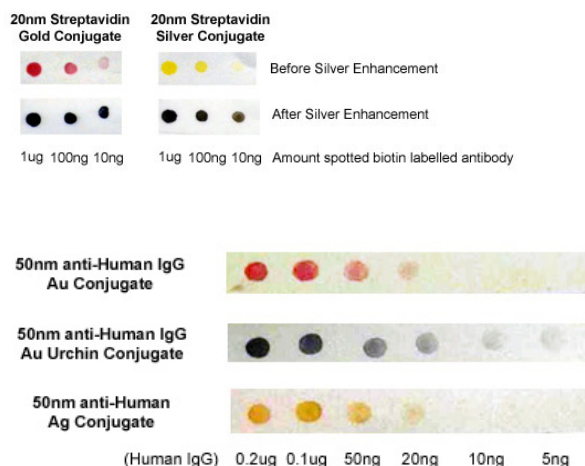 20nm Streptavidin
Gold Conjugate
20nm Streptavidin
Silver Conjugate
Before Silver Enhancement
After Silver Enhancement
1ug 100ng 10ng 1ug 100ng 10ng Amount spotted biotin labelled antibody
50nm anti-Human IgG
Au Conjugate
50nm anti-Human IgG
Au Urchin Conjugate
50nm anti-Human
Ag Conjugate
(Human IgG) 0.2ug 0.1ug 50ng 20ng 10ng 5ng